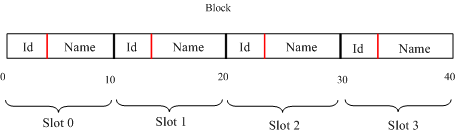 Block
Id Name Id Name Id Name Id Name
0 10 20 30 40
Slot 0 Slot 1 Slot 2 Slot 3